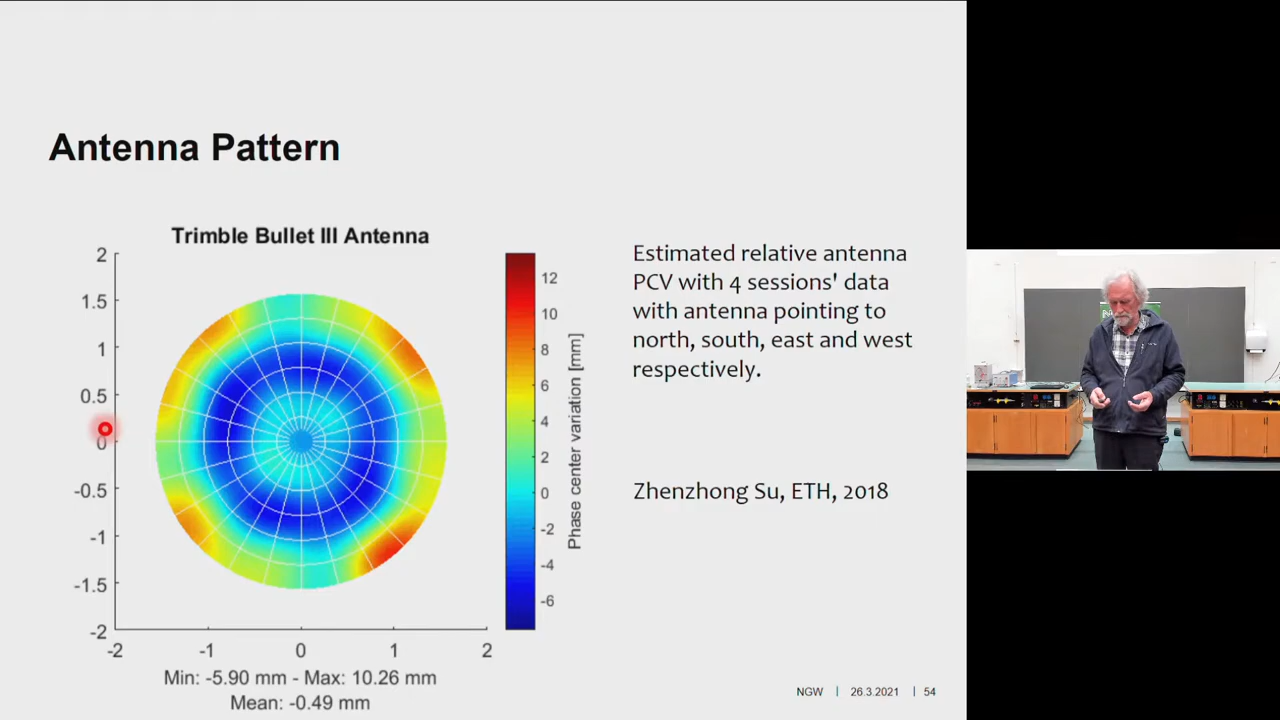 Antenna Pattern
Trimble Bullet III Antenna
2
1.5
1
0.5
0
-0.5
-1
-1.5
-2
-2
-1
0
1
2
12
10
8
6
4
2
0
-2
-4
-6
Phase center variation [mm]
Min: -5.90 mm - Max: 10.26 mm
Mean: -0.49 mm
Estimated relative antenna
PCV with 4 sessions' data
with antenna pointing to
north, south, east and west
respectively.
Zhenzhong Su, ETH, 2018
NGW | 26.3.2021 | 54